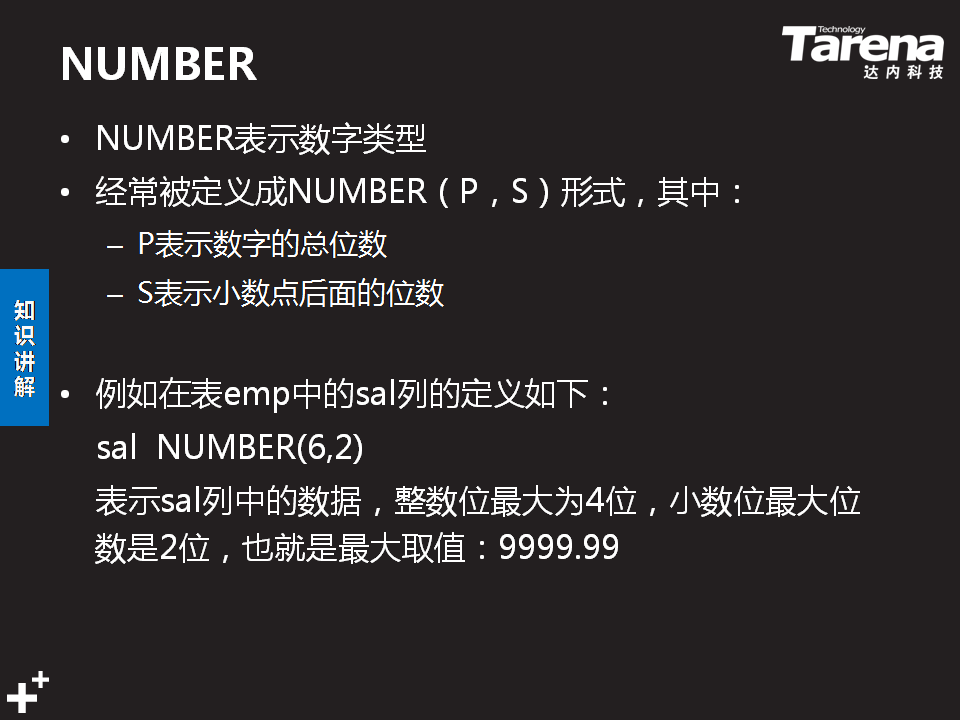 NUMBER
Technology
Tarena
达内科技
• NUMBER表示数字类型
• 经常被定义成NUMBER（P，S）形式，其中：
– P表示数字的总位数
– S表示小数点后面的位数
知识讲解
• 例如在表emp中的sal列的定义如下：
sal NUMBER(6,2)
表示sal列中的数据，整数位最大为4位，小数位最大位
数是2位，也就是最大取值：9999.99